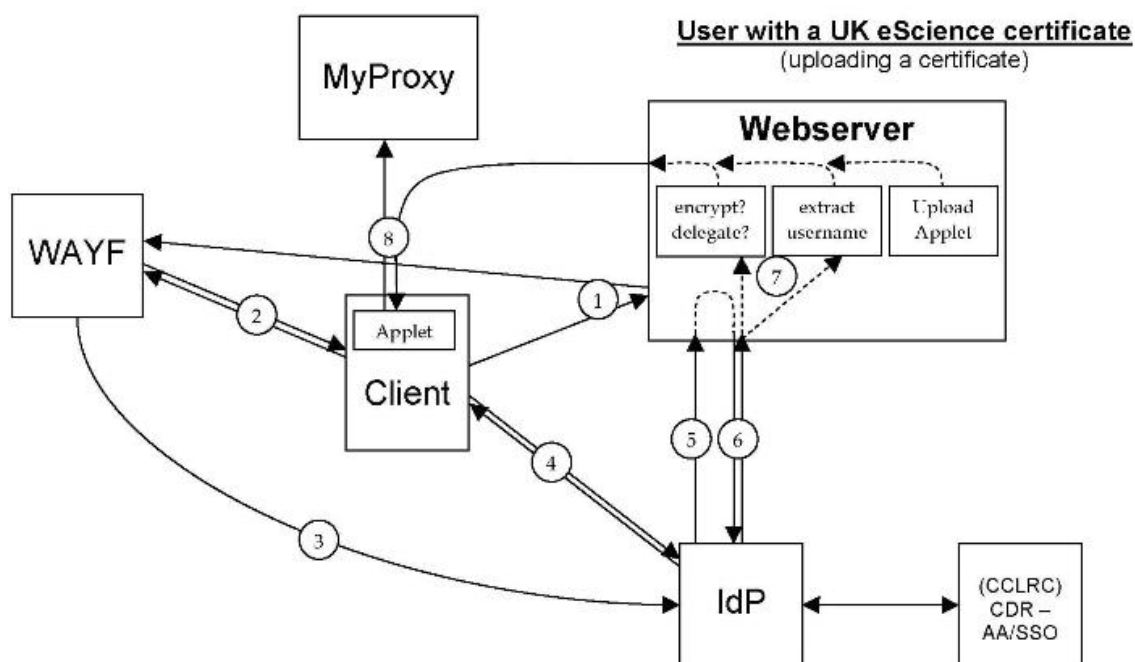 User with a UK eScience certificate
(uploading a certificate)
MyProxy
Webserver
encrypt?
delegate?
extract
username
Upload
Applet
WAYF
8
7
1
2
Applet
Client
5
6
4
3
IdP
(CCLRC)
CDR –
AA/SSO